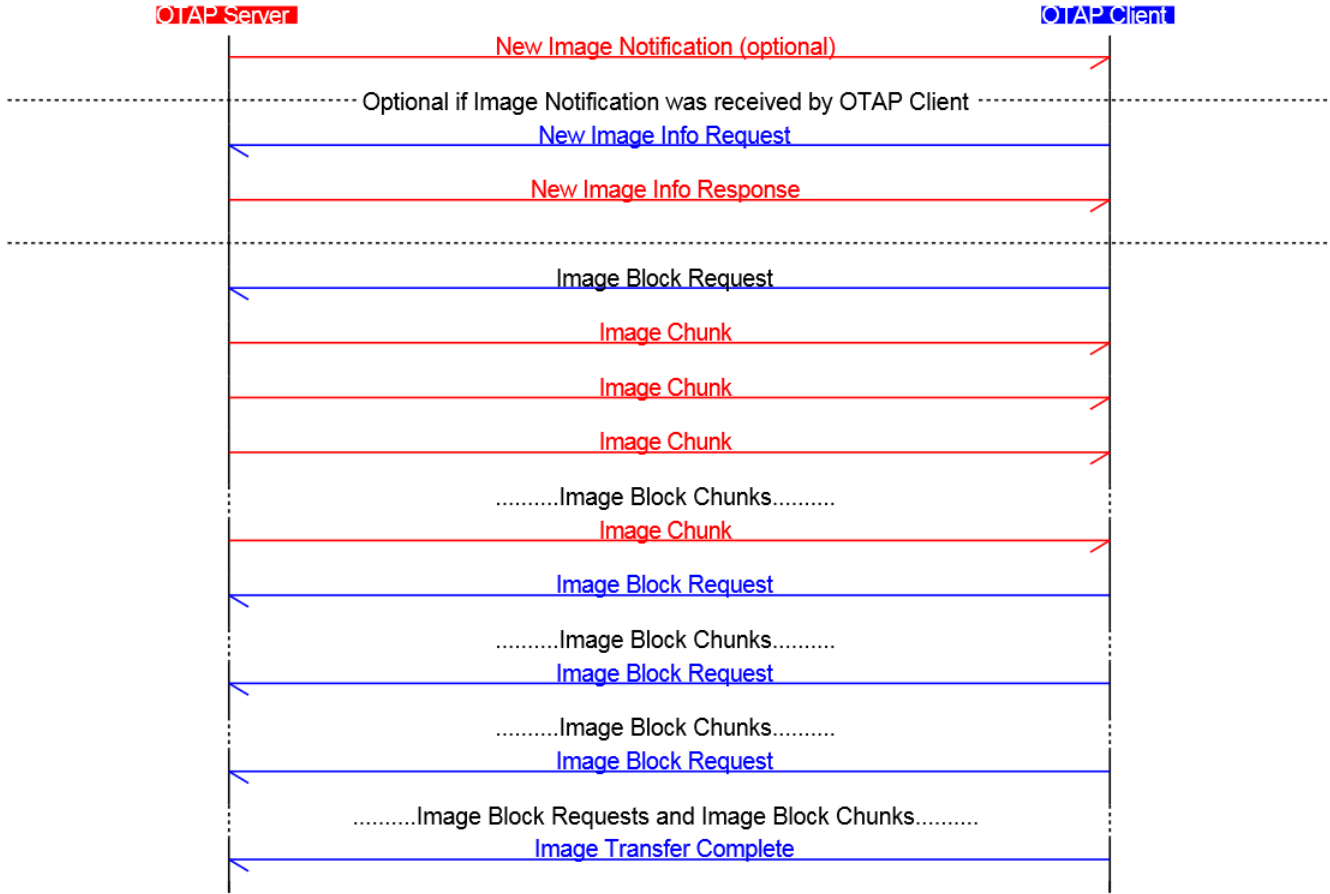 OTAP Server OTAP Client
New Image Notification (optional)
Optional if Image Notification was received by OTAP Client
New Image Info Request
New Image Info Response
Image Block Request
Image Chunk
Image Chunk
Image Chunk
..........Image Block Chunks..........
Image Chunk
Image Block Request
..........Image Block Chunks..........
Image Block Request
..........Image Block Chunks..........
Image Block Request
..........Image Block Requests and Image Block Chunks..........
Image Transfer Complete